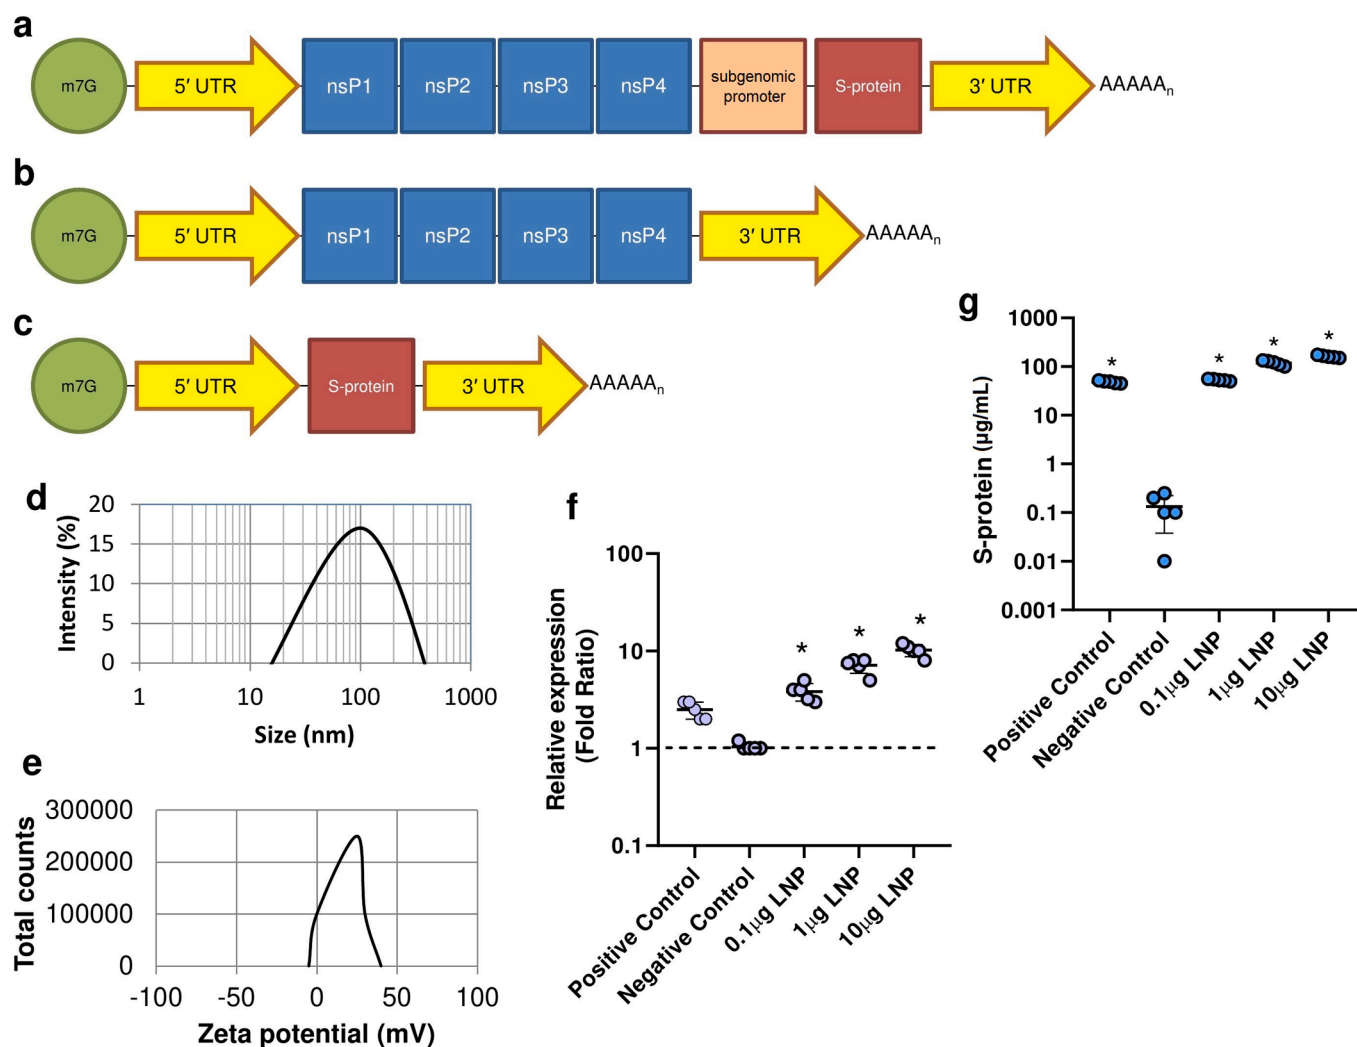 a
m7G 5′ UTR nsP1 nsP2 nsP3 nsP4 subgenomic promoter S-protein 3′ UTR AAAAAn
b
m7G 5′ UTR nsP1 nsP2 nsP3 nsP4 3′ UTR AAAAAn
c
m7G 5′ UTR S-protein 3′ UTR AAAAAn
d
Intensity (%)
20
15
10
5
0
1 10 100 1000
Size (nm)
e
Total counts
300000
200000
100000
0
-100 -50 0 50 100
Zeta potential (mV)
f
Relative expression
(Fold Ratio)
100
10
1
0.1
* * *
Positive Control
Negative Control
0.1µg LNP
1µg LNP
10µg LNP
g
S-protein (µg/mL)
1000
100
10
1
0.1
0.01
0.001
* * * *
Positive Control
Negative Control
0.1µg LNP
1µg LNP
10µg LNP